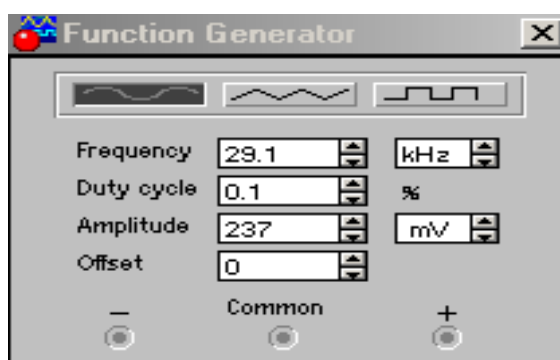 Function Generator
Frequency 29.1 kHz
Duty cycle 0.1 %
Amplitude 237 mV
Offset 0
− Common +